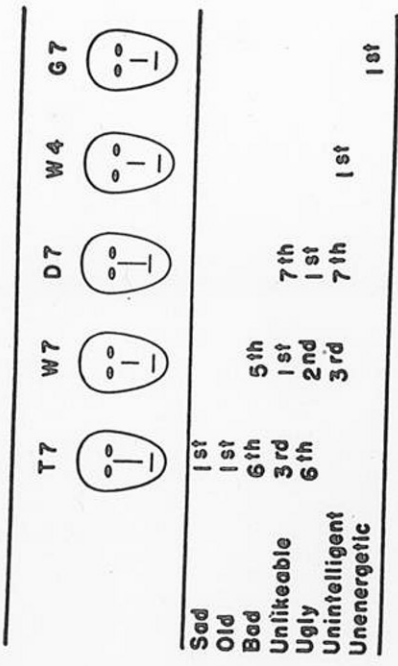 T7 W7 D7 W4 G7
Sad 1st
Old 1st
Bad 6th 5th
Unlikeable 3rd 1st 7th
Ugly 6th 2nd 1st
Unintelligent 3rd 7th 1st
Unenergetic 1st